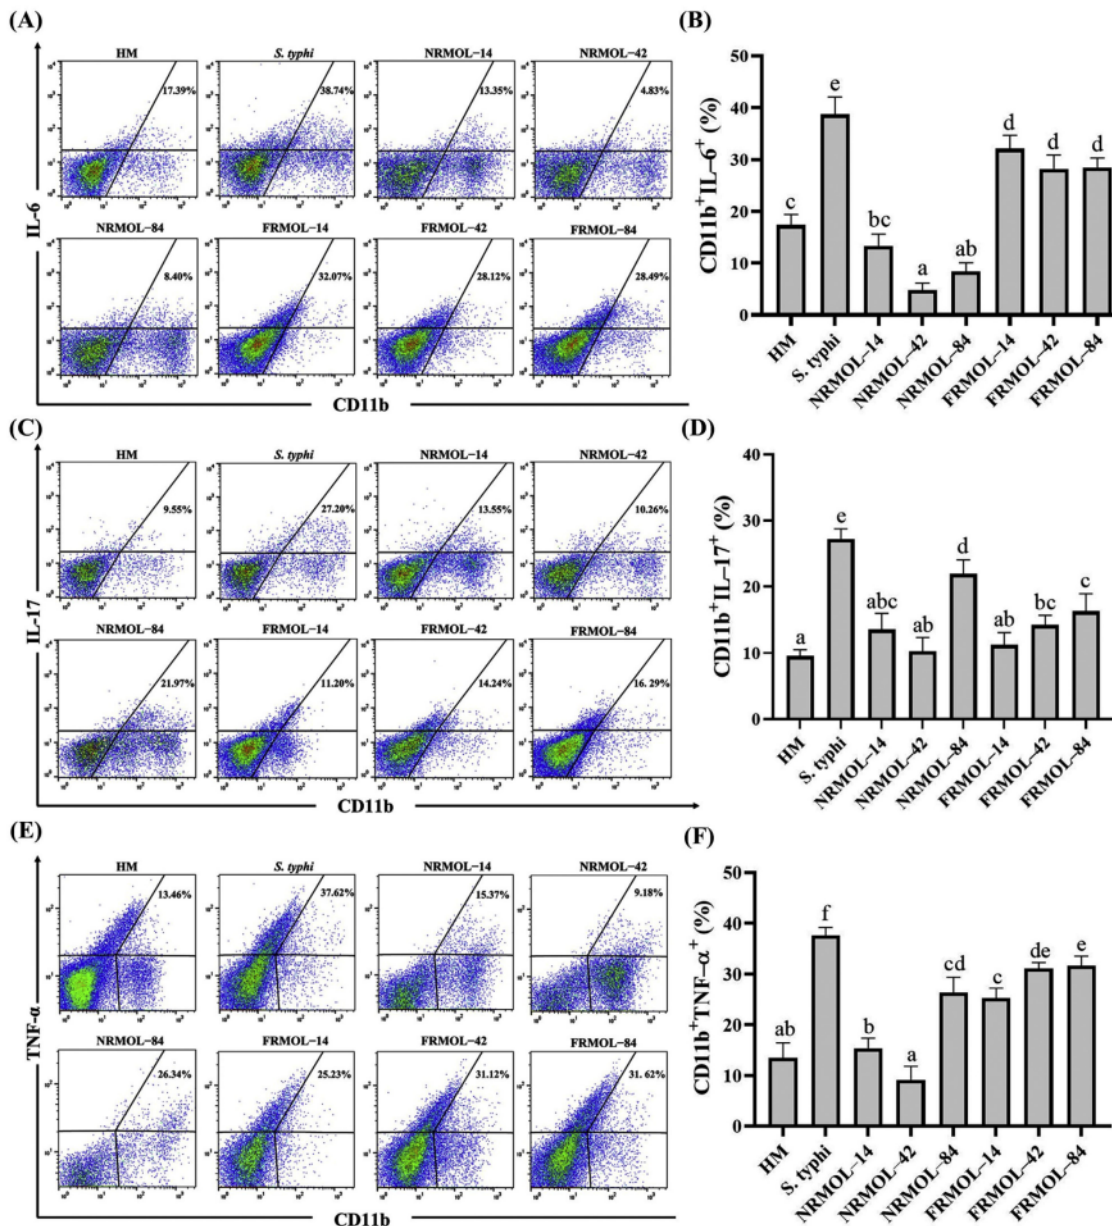 (A)
HM S. typhi NRMOL-14 NRMOL-42
17.39% 38.74% 13.35% 4.83%
NRMOL-84 FRMOL-14 FRMOL-42 FRMOL-84
8.40% 32.07% 28.12% 28.49%
IL-6
CD11b
(B)
CD11b+IL-6+ (%)
50
40
30
20
10
0
c e bc a ab d d d
HM S. typhi NRMOL-14 NRMOL-42 NRMOL-84 FRMOL-14 FRMOL-42 FRMOL-84
(C)
HM S. typhi NRMOL-14 NRMOL-42
9.55% 27.20% 13.55% 10.26%
NRMOL-84 FRMOL-14 FRMOL-42 FRMOL-84
21.97% 11.20% 14.24% 16.29%
IL-17
CD11b
(D)
CD11b+IL-17+ (%)
40
30
20
10
0
a e abc ab d ab bc c
HM S. typhi NRMOL-14 NRMOL-42 NRMOL-84 FRMOL-14 FRMOL-42 FRMOL-84
(E)
HM S. typhi NRMOL-14 NRMOL-42
13.46% 37.62% 15.37% 9.18%
NRMOL-84 FRMOL-14 FRMOL-42 FRMOL-84
26.34% 25.23% 31.12% 31.62%
TNF-α
CD11b
(F)
CD11b+TNF-α+ (%)
50
40
30
20
10
0
ab f b a cd c de e
HM S. typhi NRMOL-14 NRMOL-42 NRMOL-84 FRMOL-14 FRMOL-42 FRMOL-84